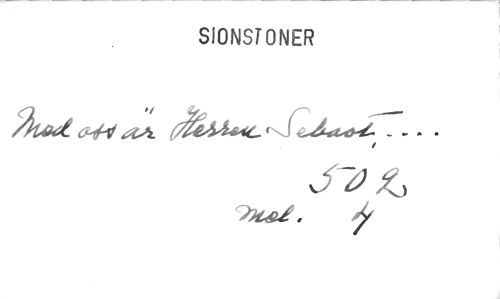 SIONSTONER
Med oss är Herren Sebaot, ....
502
mel. 4